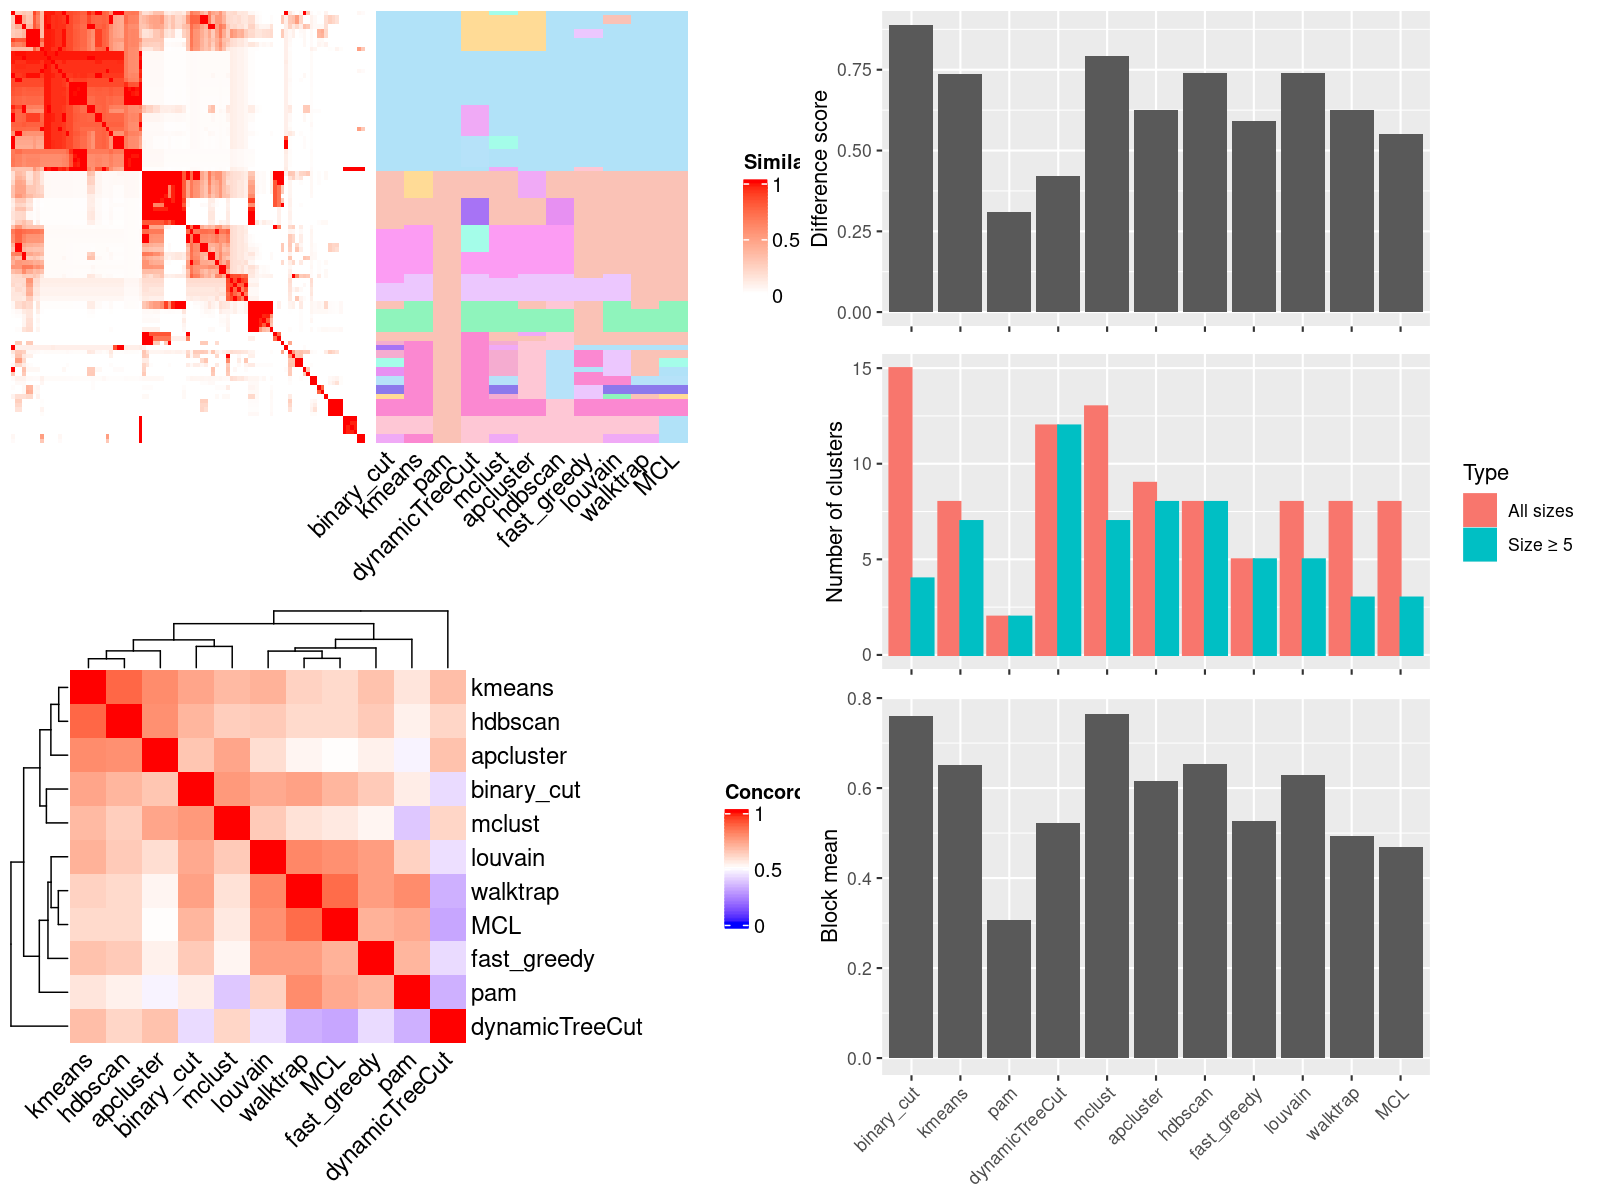 Simila
1
0.5
0
binary_cut
kmeans
pam
dynamicTreeCut
mclust
apcluster
hdbscan
fast_greedy
louvain
walktrap
MCL
kmeans
hdbscan
apcluster
binary_cut
mclust
louvain
walktrap
MCL
fast_greedy
pam
dynamicTreeCut
kmeans
hdbscan
apcluster
binary_cut
mclust
louvain
walktrap
MCL
fast_greedy
pam
dynamicTreeCut
Concord
1
0.5
0
Difference score
0.75
0.50
0.25
0.00
Number of clusters
15
10
5
0
Type
All sizes
Size ≥ 5
Block mean
0.8
0.6
0.4
0.2
0.0
binary_cut
kmeans
pam
dynamicTreeCut
mclust
apcluster
hdbscan
fast_greedy
louvain
walktrap
MCL